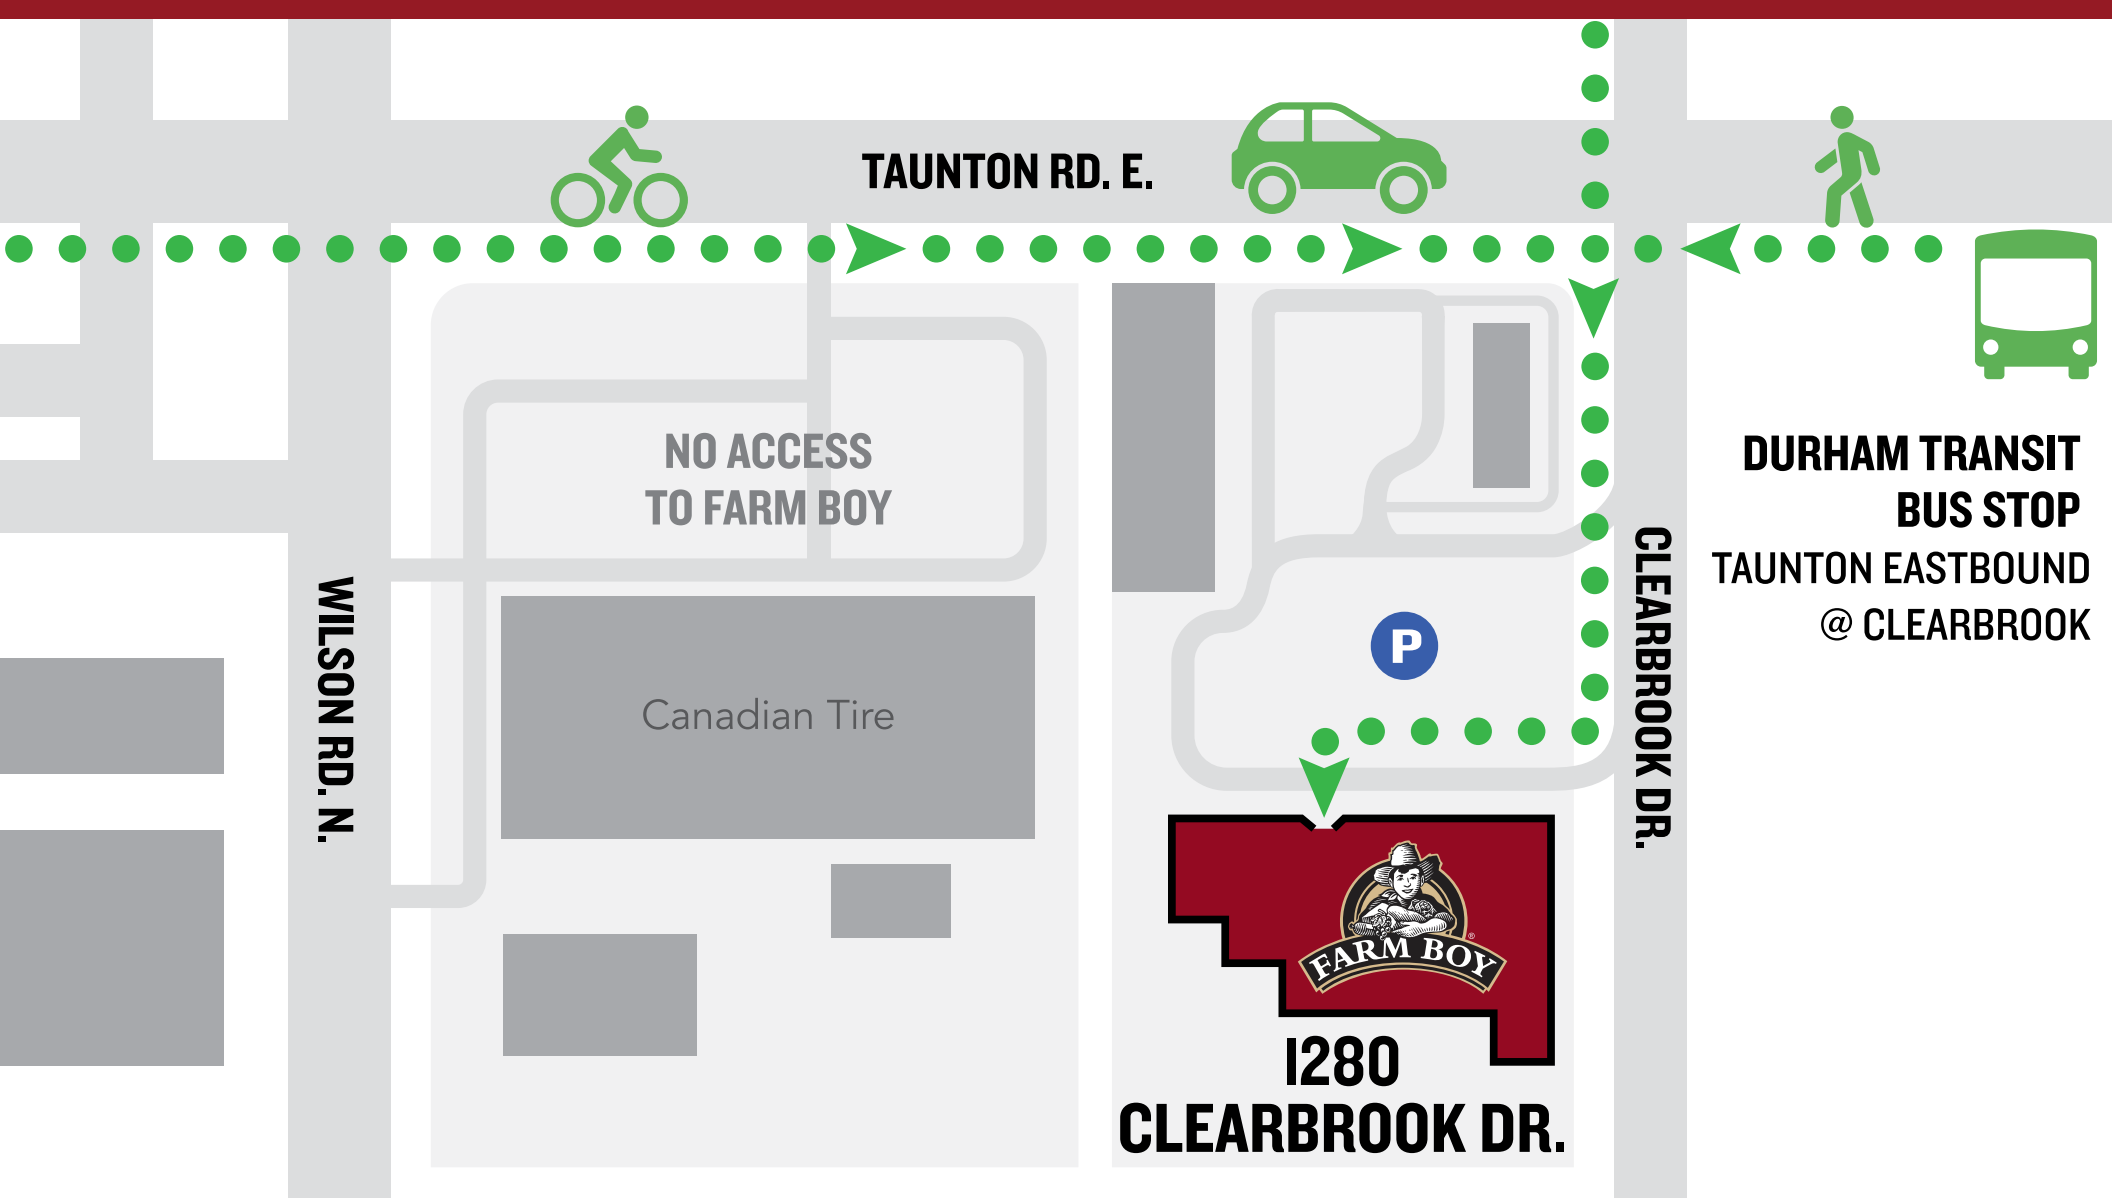 TAUNTON RD. E.
NO ACCESS
TO FARM BOY
DURHAM TRANSIT
BUS STOP
TAUNTON EASTBOUND
@ CLEARBROOK
WILSON RD. N.
CLEARBROOK DR.
P
Canadian Tire
FARM BOY®
1280
CLEARBROOK DR.